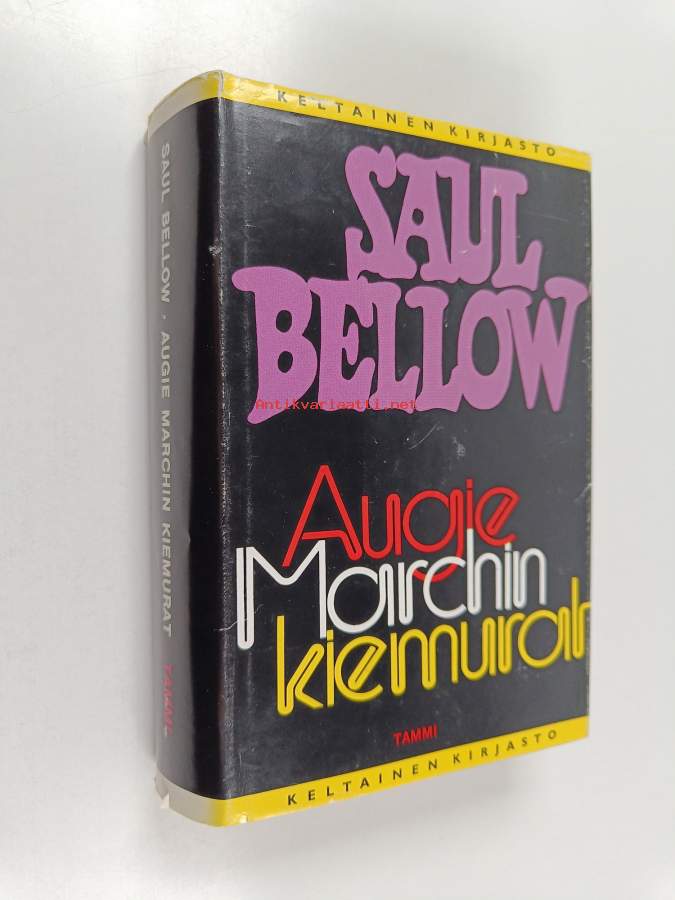 KELTAINEN KIRJASTO
SAUL
BELLOW
Antikvariaatti.net
Augie
Marchin
kiemurat
TAMMI
KELTAINEN KIRJASTO
SAUL BELLOW · AUGIE MARCHIN KIEMURAT TAMMI